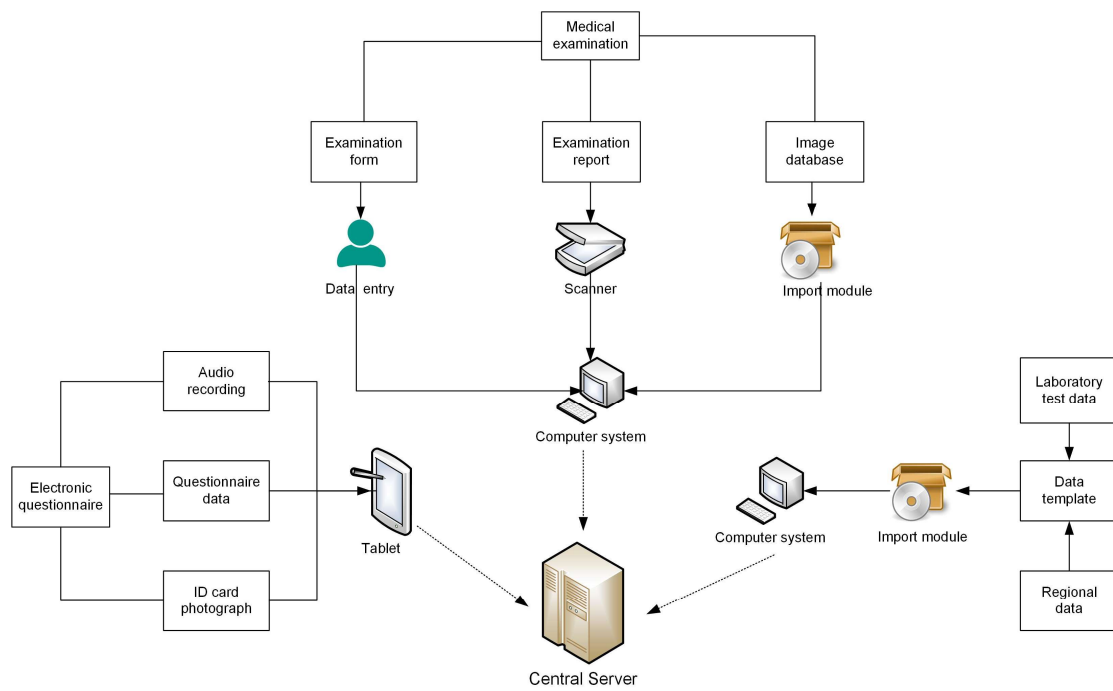 Medical
examination
Examination
form
Examination
report
Image
database
Data entry
Scanner
Import module
Audio
recording
Laboratory
test data
Computer system
Electronic
questionnaire
Questionnaire
data
Tablet
Computer system
Import module
Data
template
ID card
photograph
Regional
data
Central Server